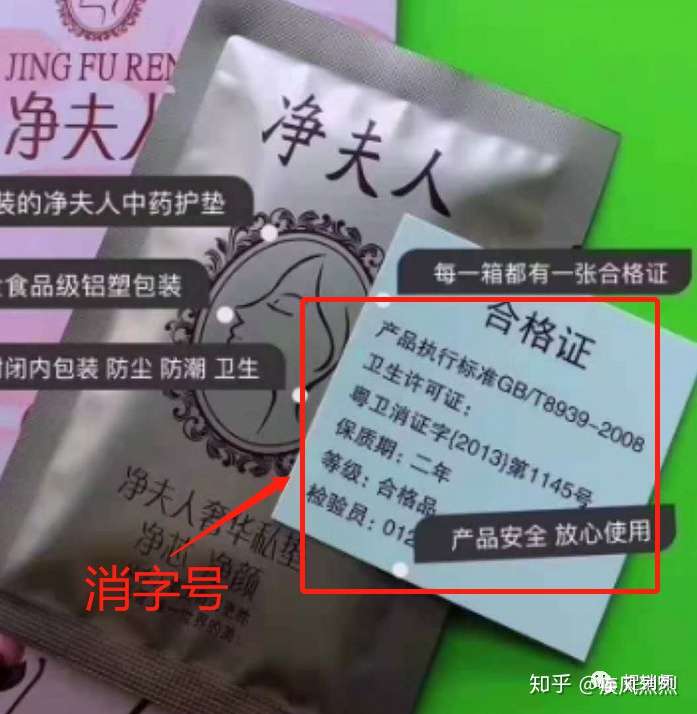 JING FU REN
净夫人
净夫人
装的净夫人中药护垫
食品级铝塑包装
每一箱都有一张合格证
合格证
产品执行标准GB/T8939-2008
卫生许可证：
粤卫消证字{2013}第1145号
保质期：二年
等级：合格品
检验员：012
闭内包装 防尘 防潮 卫生
净夫人奢华私垫
净颜
产品安全 放心使用
消字号
知乎